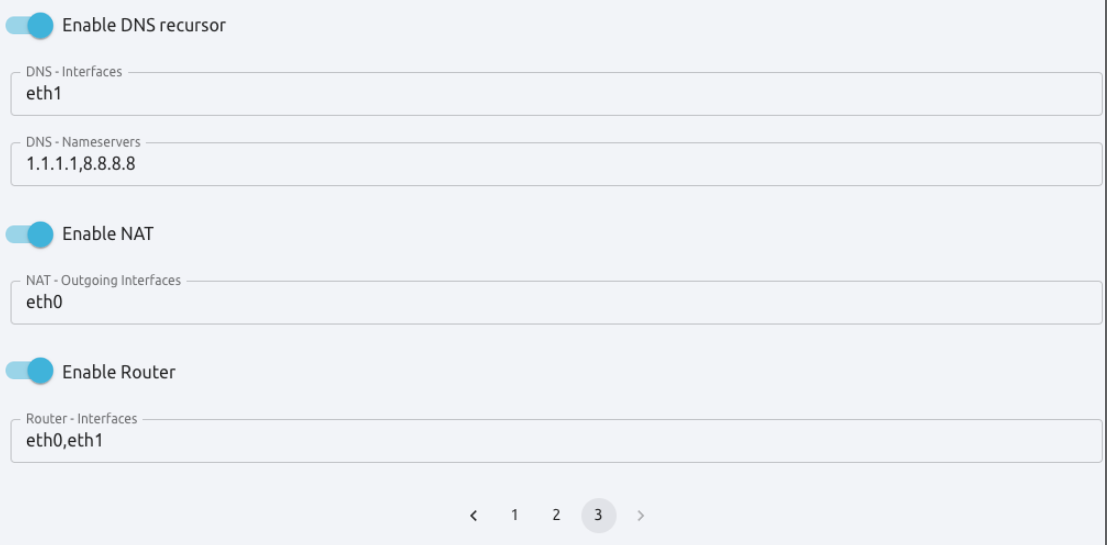 Enable DNS recursor
DNS - Interfaces
eth1
DNS - Nameservers
1.1.1.1,8.8.8.8
Enable NAT
NAT - Outgoing Interfaces
eth0
Enable Router
Router - Interfaces
eth0,eth1
1 2 3